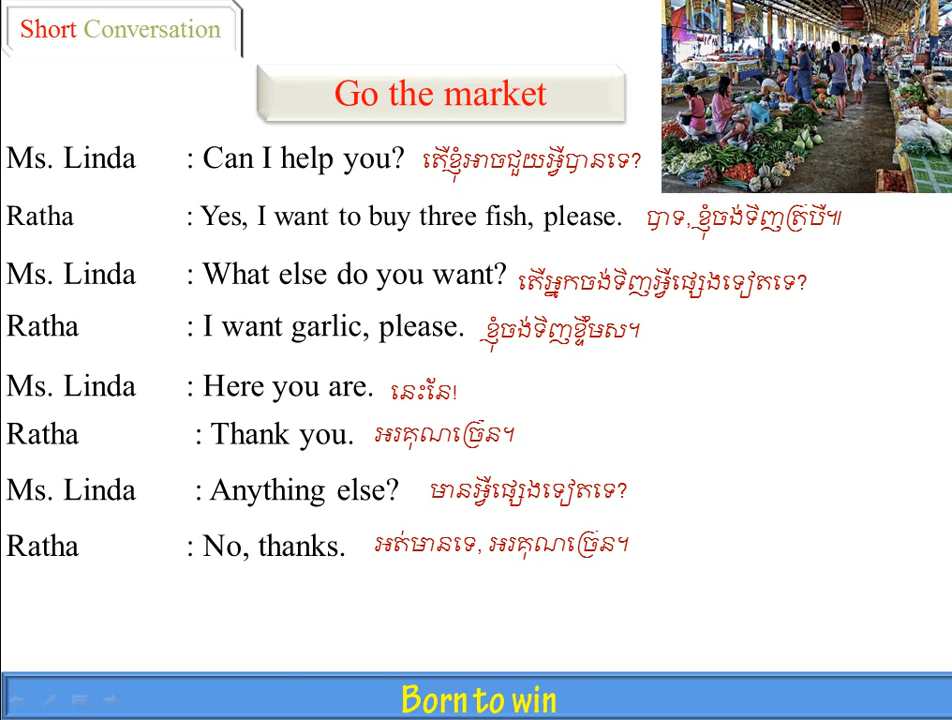 Short Conversation
Go the market
Ms. Linda : Can I help you? តើខ្ញុំអាចជួយអ្វីបានទេ?
Ratha : Yes, I want to buy three fish, please. បាទ, ខ្ញុំចង់ទិញត្រីបី៕
Ms. Linda : What else do you want? តើអ្នកចង់ទិញអ្វីផ្សេងទៀតទេ?
Ratha : I want garlic, please. ខ្ញុំចង់ទិញខ្ទឹមស។
Ms. Linda : Here you are. នេះនែ!
Ratha : Thank you. អរគុណច្រើន។
Ms. Linda : Anything else? មានអ្វីផ្សេងទៀតទេ?
Ratha : No, thanks. អត់មានទេ, អរគុណច្រើន។
Born to win